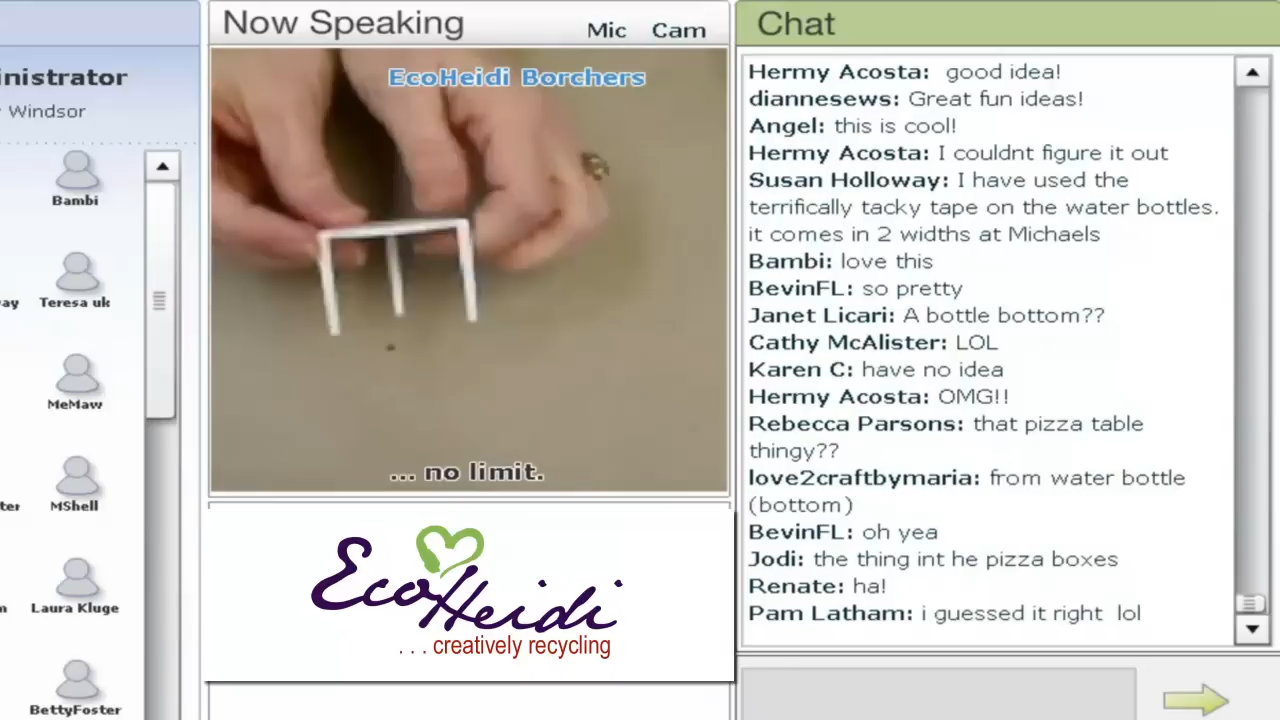 inistrator
Windsor
Bambi
ay
Teresa uk
MeMaw
ter
MShell
Laura Kluge
BettyFoster
Now Speaking
Mic
Cam
EcoHeidi Borchers
... no limit.
EcoHeidi
. . . creatively recycling
Chat
Hermy Acosta: good idea!
diannesews: Great fun ideas!
Angel: this is cool!
Hermy Acosta: I couldnt figure it out
Susan Holloway: I have used the
terrifically tacky tape on the water bottles.
it comes in 2 widths at Michaels
Bambi: love this
BevinFL: so pretty
Janet Licari: A bottle bottom??
Cathy McAlister: LOL
Karen C: have no idea
Hermy Acosta: OMG!!
Rebecca Parsons: that pizza table
thingy??
love2craftbymaria: from water bottle
(bottom)
BevinFL: oh yea
Jodi: the thing int he pizza boxes
Renate: ha!
Pam Latham: i guessed it right lol